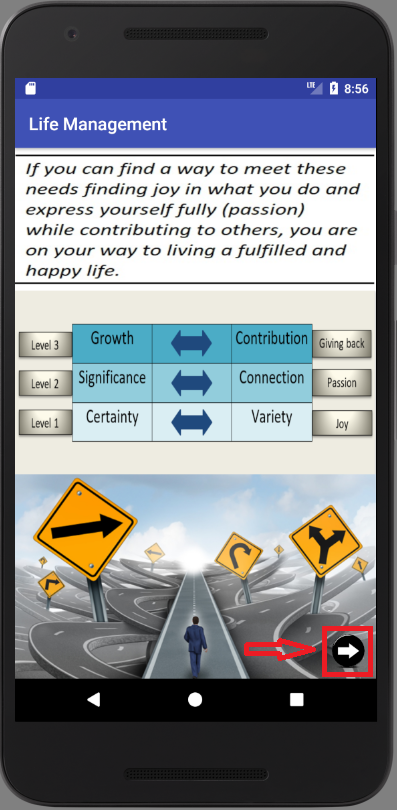 LTE 8:56
Life Management
If you can find a way to meet these
needs finding joy in what you do and
express yourself fully (passion)
while contributing to others, you are
on your way to living a fulfilled and
happy life.
Level 3 Growth Contribution Giving back
Level 2 Significance Connection Passion
Level 1 Certainty Variety Joy